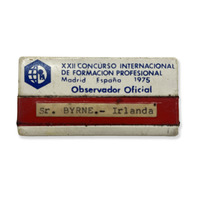 XXII CONCURSO INTERNACIONAL
DE FORMACION PROFESIONAL
Madrid España 1975
Observador Oficial
Sr. BYRNE.- Irlanda